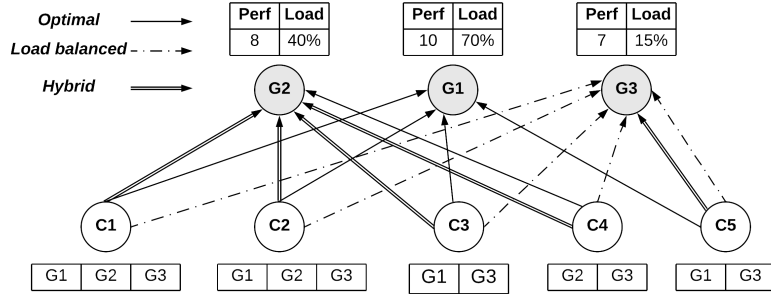 Optimal
Load balanced
Hybrid
Perf Load
8 40%
Perf Load
10 70%
Perf Load
7 15%
G2 G1 G3
C1 C2 C3 C4 C5
G1 G2 G3
G1 G2 G3
G1 G3
G2 G3
G1 G3